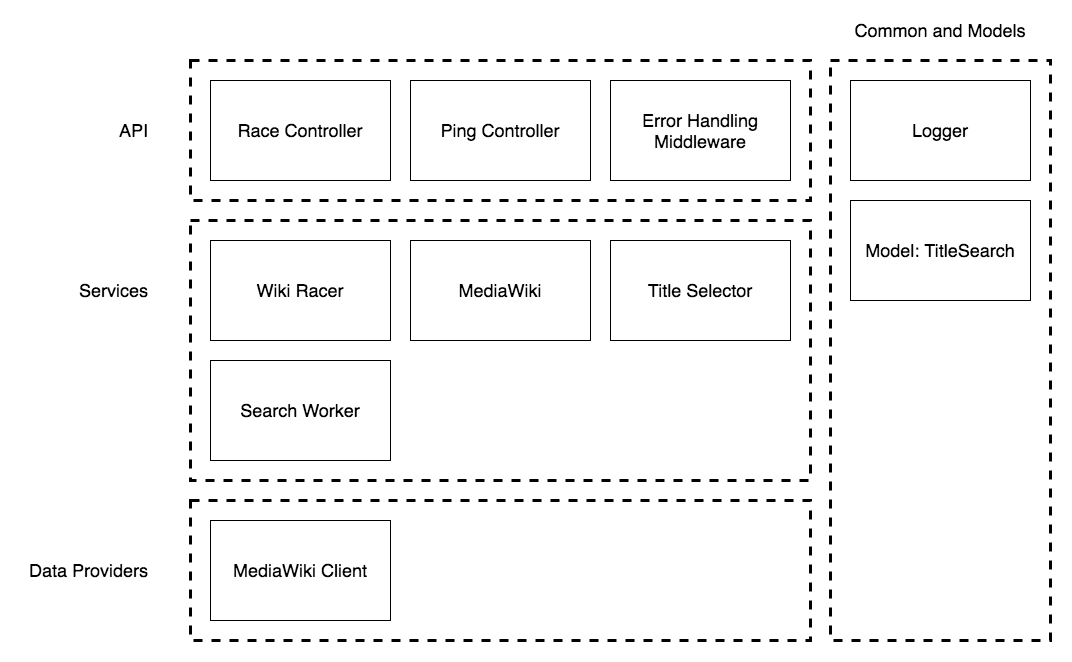 Common and Models
API
Race Controller
Ping Controller
Error Handling
Middleware
Logger
Model: TitleSearch
Services
Wiki Racer
MediaWiki
Title Selector
Search Worker
Data Providers
MediaWiki Client